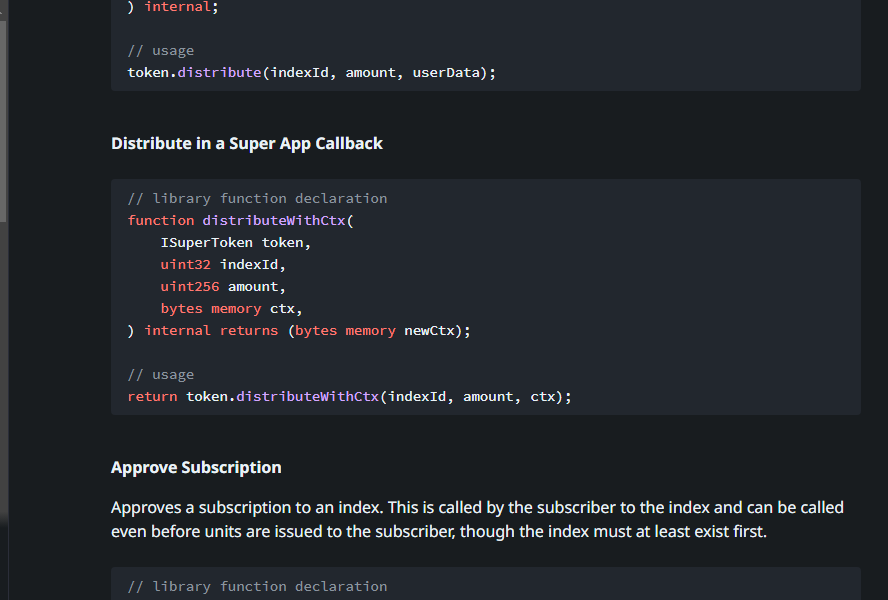 ) internal;
// usage
token.distribute(indexId, amount, userData);
Distribute in a Super App Callback
// library function declaration
function distributeWithCtx(
ISuperToken token,
uint32 indexId,
uint256 amount,
bytes memory ctx,
) internal returns (bytes memory newCtx);
// usage
return token.distributeWithCtx(indexId, amount, ctx);
Approve Subscription
Approves a subscription to an index. This is called by the subscriber to the index and can be called
even before units are issued to the subscriber, though the index must at least exist first.
// library function declaration